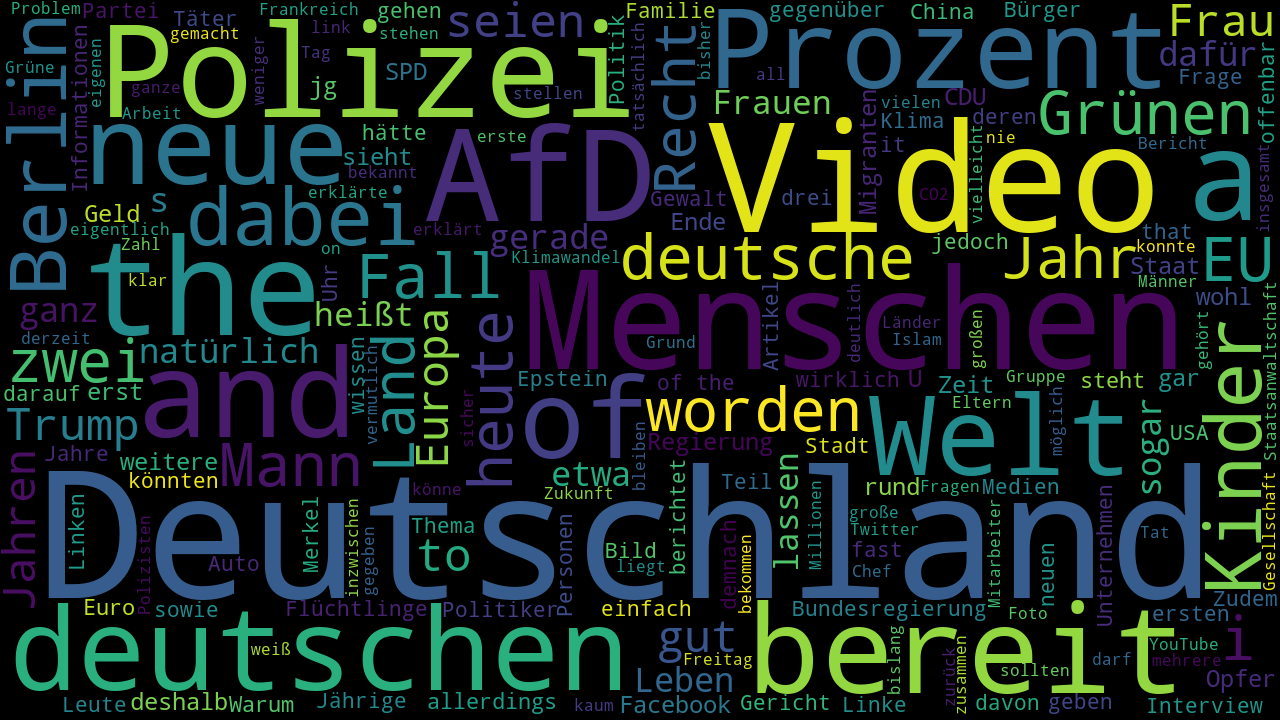 Problem
Partei
Täter
Frankreich
gehen
seien
Familie
gegenüber
China
Bürger
Frau
gemacht
link
stehen
Politik
bisher
Prozent
dafür
Polizei
Grüne
Berlin
Informationen
eigenen
ganze
weniger
Tag
SPD
jg
stellen
tatsächlich
Recht
all
Frage
offenbar
lange
Arbeit
Frauen
vielen
CDU
deren
Grünen
neue
hätte
erste
AfD
Migranten
Klima
it
nie
Bericht
sieht
bekannt
Video
vielleicht
a
insgesamt
s
dabei
erklärte
Gewalt
drei
CO2
Geld
eigentlich
erklärt
Ende
Zahl
on
gerade
jedoch
that
konnte
the
Klimawandel
deutsche
Jahr
Staat
EU
klar
Uhr
Fall
Männer
ganz
heißt
Menschen
Artikel
deutlich
Länder
Islam
großen
wohl
gehört
Staatsanwaltschaft
derzeit
natürlich
Europa
heute
Grund
zwei
and
Wissen
vermutlich
Land
Epstein
of the
wirklich
U
Zeit
Gruppe
steht
gar
Kinder
darauf
erst
sicher
of
worden
Eltern
möglich
Trump
Regierung
Stadt
Welt
sogar
USA
Jahre
weitere
Mann
etwa
bleiben
Jahren
könnten
könne
Zukunft
berichtet
Teil
lassen
Millionen
rund
Fragen
Medien
Deutschland
Linken
Polizisten
Merkel
inzwischen
gegeben
Thema
to
Personen
Bild
liegt
demnach
bekommen
große
Twitter
fast
Chef
Mitarbeiter
neuen
Unternehmen
Tat
Gesellschaft
Auto
Euro
sowie
Flüchtlinge
Politiker
einfach
Bundesregierung
Foto
ersten
Zudem
deutschen
weiß
gut
Freitag
bereit
bislang
zurück
zusammen
sollten
darf
YouTube
mehrere
i
Leben
Opfer
Leute
deshalb
Warum
Jährige
allerdings
kaum
Facebook
Gericht
Linke
davon
geben
Interview